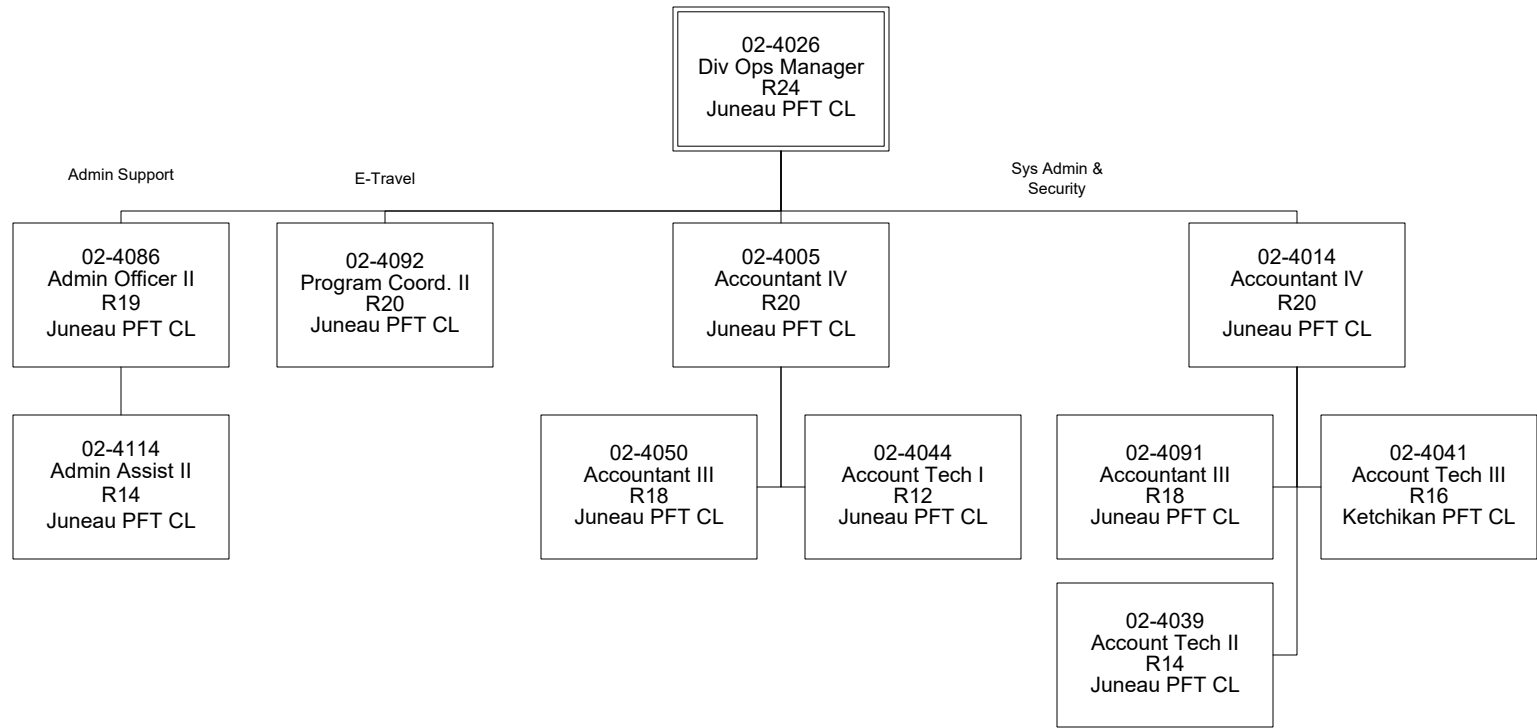 02-4026
Div Ops Manager
R24
Juneau PFT CL
Admin Support
E-Travel
Sys Admin &
Security
02-4086
Admin Officer II
R19
Juneau PFT CL
02-4092
Program Coord. II
R20
Juneau PFT CL
02-4005
Accountant IV
R20
Juneau PFT CL
02-4014
Accountant IV
R20
Juneau PFT CL
02-4114
Admin Assist II
R14
Juneau PFT CL
02-4050
Accountant III
R18
Juneau PFT CL
02-4044
Account Tech I
R12
Juneau PFT CL
02-4091
Accountant III
R18
Juneau PFT CL
02-4041
Account Tech III
R16
Ketchikan PFT CL
02-4039
Account Tech II
R14
Juneau PFT CL